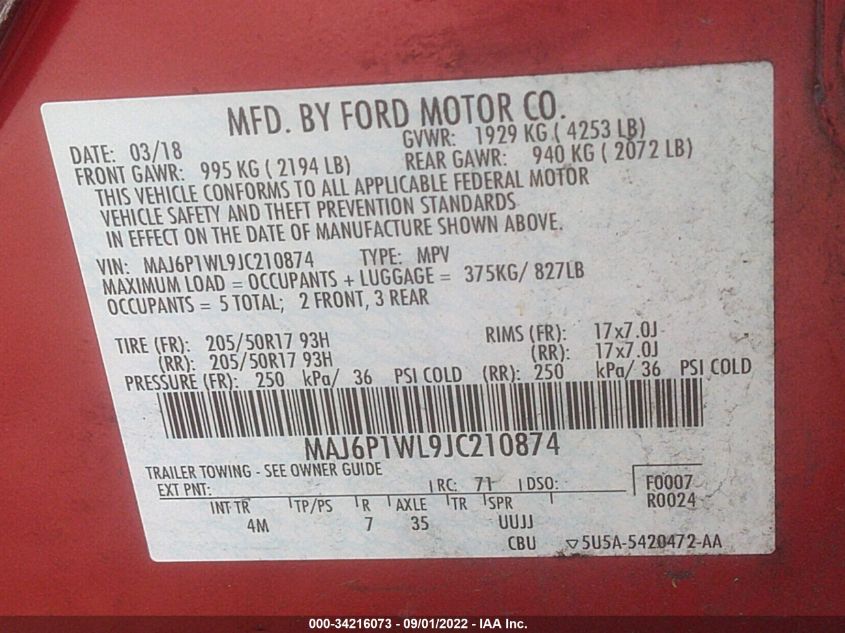 MFD. BY FORD MOTOR CO.
DATE: 03/18 GVWR: 1929 KG ( 4253 LB)
FRONT GAWR: 995 KG ( 2194 LB) REAR GAWR: 940 KG ( 2072 LB)
THIS VEHICLE CONFORMS TO ALL APPLICABLE FEDERAL MOTOR
VEHICLE SAFETY AND THEFT PREVENTION STANDARDS
IN EFFECT ON THE DATE OF MANUFACTURE SHOWN ABOVE.
VIN: MAJ6P1WL9JC210874 TYPE: MPV
MAXIMUM LOAD = OCCUPANTS + LUGGAGE = 375KG/ 827LB
OCCUPANTS = 5 TOTAL; 2 FRONT, 3 REAR
TIRE (FR): 205/50R17 93H RIMS (FR): 17x7.0J
(RR): 205/50R17 93H (RR): 17x7.0J
PRESSURE (FR): 250 kPa/ 36 PSI COLD (RR): 250 kPa/ 36 PSI COLD
MAJ6P1WL9JC210874
TRAILER TOWING - SEE OWNER GUIDE
EXT PNT: RC: 71 DSO: F0007
R0024
INT TR TP/PS R AXLE TR SPR
4M 7 35 UUJJ
CBU ▽5U5A-5420472-AA
000-34216073 - 09/01/2022 - IAA Inc.